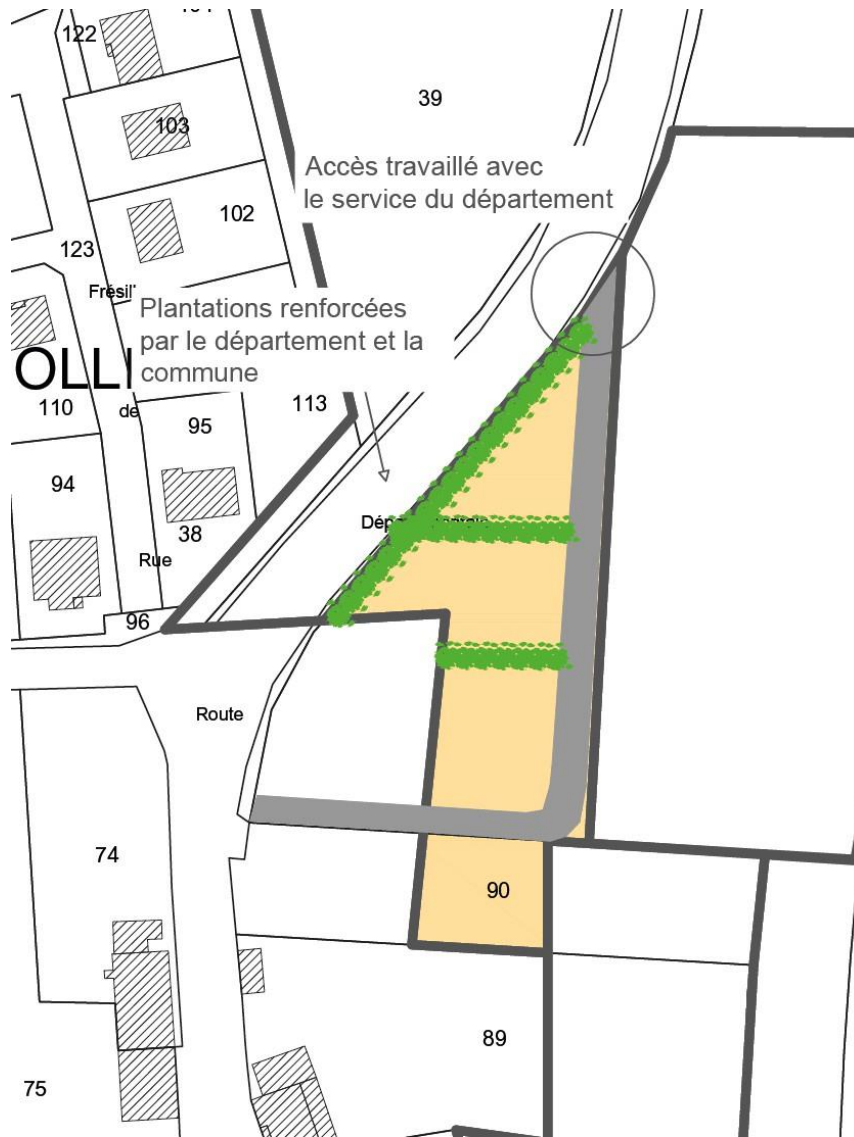 122
103
39
Accès travaillé avec
le service du département
102
123
Plantations renforcées
par le département et la
commune
OLLI
110
de
95
113
94
38
Rue
96
Route
74
90
89
75